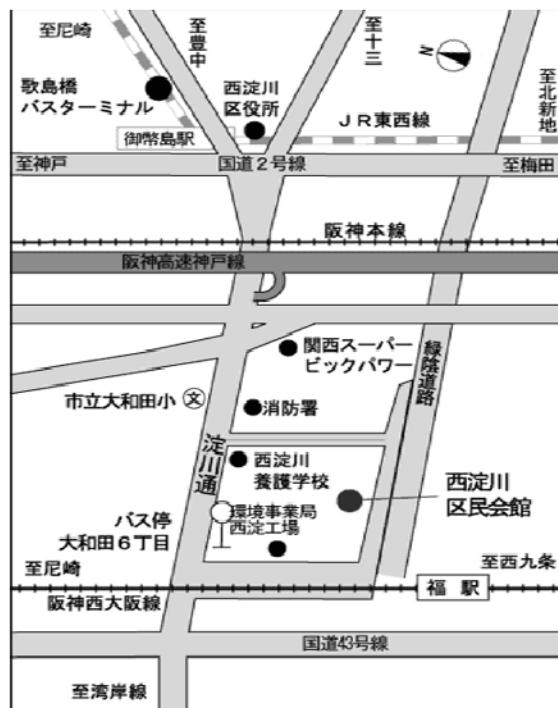 至尼崎
至豊中
至十三
N
至北新地
歌島橋
バスターミナル
西淀川
区役所
JR東西線
御幣島駅
至神戸
国道2号線
至梅田
阪神本線
阪神高速神戸線
関西スーパー
ビックパワー
緑陰道路
市立大和田小
文
消防署
淀川通
西淀川
養護学校
西淀川
区民会館
環境事業局
西淀工場
バス停
大和田6丁目
至尼崎
至西九条
阪神西大阪線
福駅
国道43号線
至湾岸線